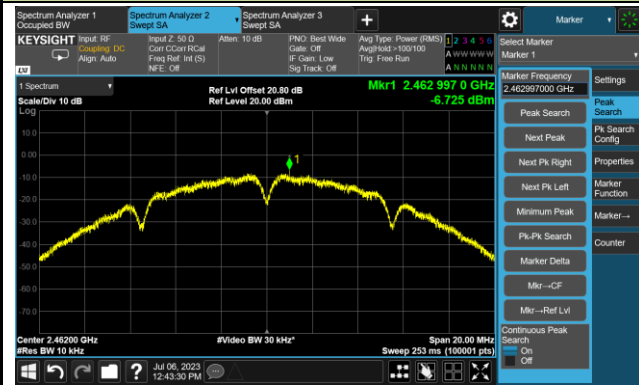 Spectrum Analyzer 1
Occupied BW
Spectrum Analyzer 2
Swept SA
Spectrum Analyzer 3
Swept SA
+
Marker
KEYSIGHT
Input: RF
Coupling: DC
Align: Auto
Input Z: 50 Ω
Corr CCorr RCal
Freq Ref: Int (S)
NFE: Off
Atten: 10 dB
PNO: Best Wide
Gate: Off
IF Gain: Low
Sig Track: Off
Avg Type: Power (RMS)
Avg|Hold >100/100
Trig: Free Run
1 2 3 4 5 6
A W W W W W
A N N N N N
LXI
Select Marker
Marker 1
1 Spectrum
Scale/Div 10 dB
Log
Ref Lvl Offset 20.80 dB
Ref Level 20.00 dBm
Mkr1 2.462 997 0 GHz
-6.725 dBm
10.0
0.00
-10.0
-20.0
-30.0
-40.0
-50.0
-60.0
-70.0
1
Center 2.46200 GHz
#Res BW 10 kHz
#Video BW 30 kHz*
Span 20.00 MHz
Sweep 253 ms (100001 pts)
Marker Frequency
2.462997000 GHz
Peak Search
Next Peak
Next Pk Right
Next Pk Left
Minimum Peak
Pk-Pk Search
Marker Delta
Mkr→CF
Mkr→Ref Lvl
Continuous Peak
Search
On
Off
Settings
Peak
Search
Pk Search
Config
Properties
Marker
Function
Marker→
Counter
?
Jul 06, 2023
12:43:30 PM